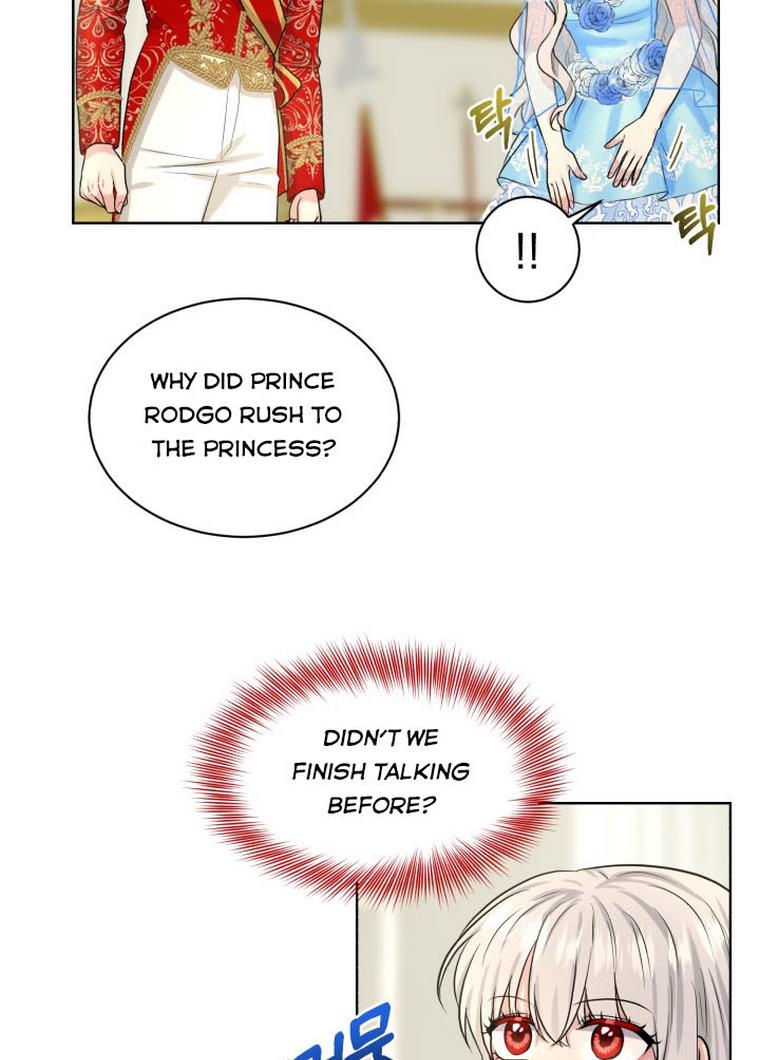 탁
탁
!!
WHY DID PRINCE
RODGO RUSH TO
THE PRINCESS?
DIDN'T WE
FINISH TALKING
BEFORE?